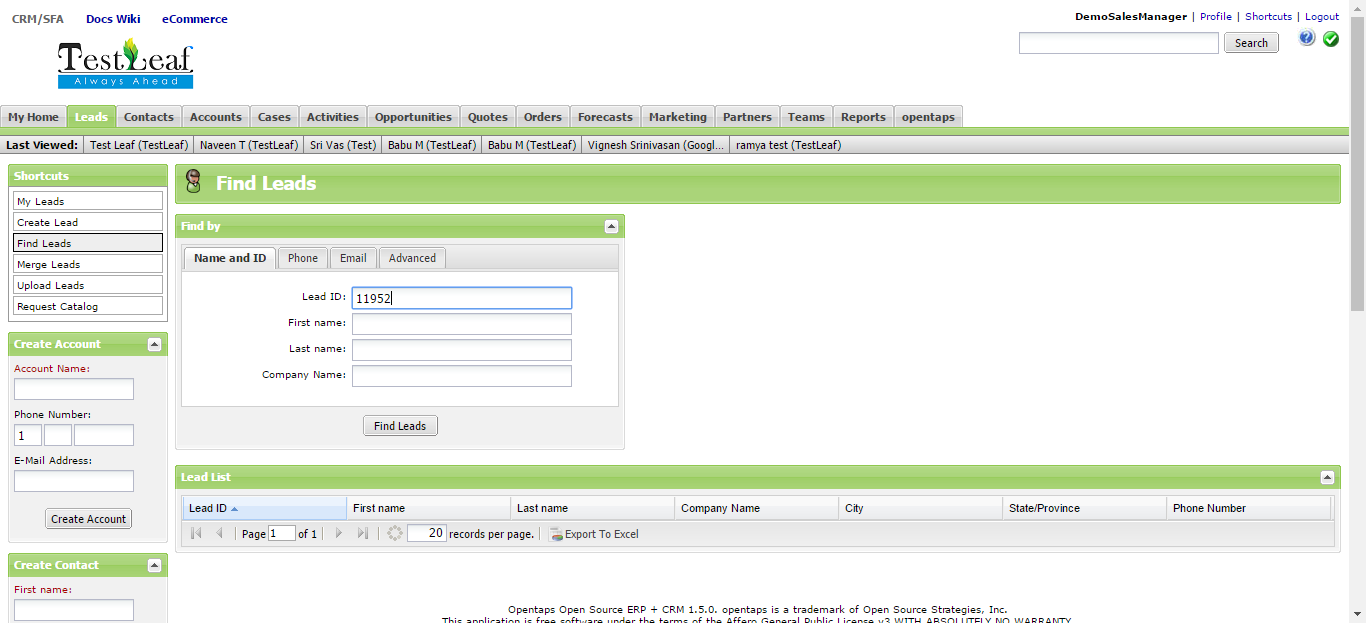 CRM/SFA Docs Wiki eCommerce
DemoSalesManager | Profile | Shortcuts | Logout
TestLeaf
Always Ahead
Search
My Home Leads Contacts Accounts Cases Activities Opportunities Quotes Orders Forecasts Marketing Partners Teams Reports opentaps
Last Viewed: Test Leaf (TestLeaf) Naveen T (TestLeaf) Sri Vas (Test) Babu M (TestLeaf) Babu M (TestLeaf) Vignesh Srinivasan (Googl... ramya test (TestLeaf)
Shortcuts
My Leads
Create Lead
Find Leads
Merge Leads
Upload Leads
Request Catalog
Create Account
Account Name:
Phone Number:
1
E-Mail Address:
Create Account
Create Contact
First name:
Find Leads
Find by
Name and ID Phone Email Advanced
Lead ID: 11952
First name:
Last name:
Company Name:
Find Leads
Lead List
Lead ID First name Last name Company Name City State/Province Phone Number
Page 1 of 1 20 records per page. Export To Excel
Opentaps Open Source ERP + CRM 1.5.0. opentaps is a trademark of Open Source Strategies, Inc.
This application is free software under the terms of the Affero General Public License v3 WITH ABSOLUTELY NO WARRANTY